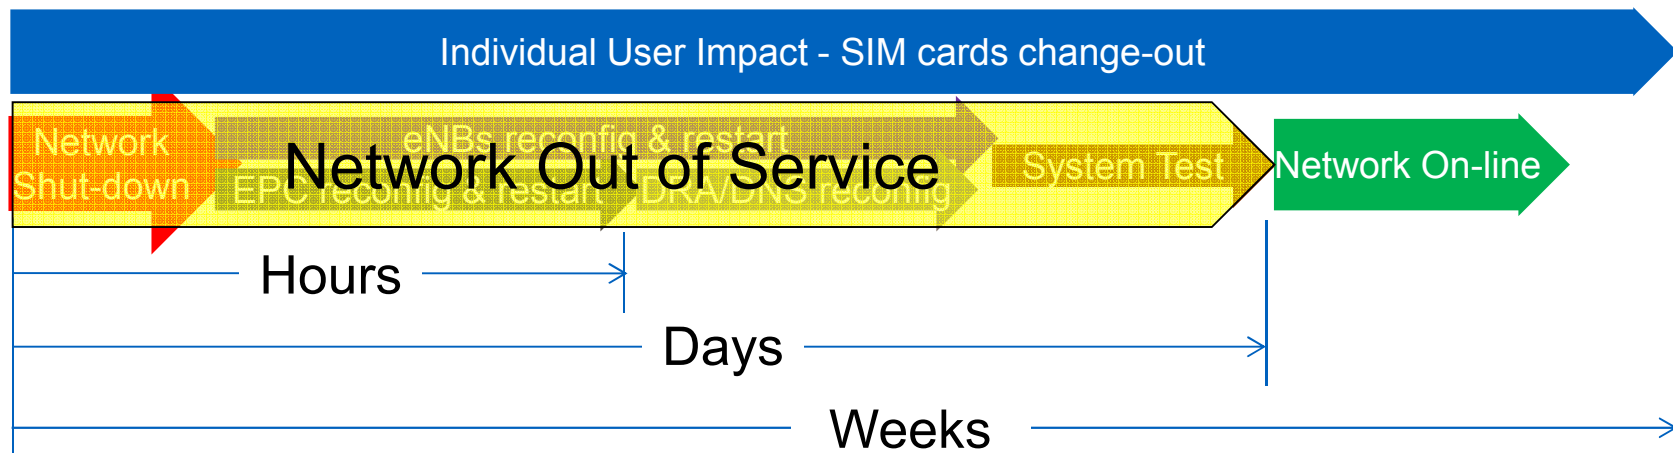 Individual User Impact - SIM cards change-out
Network
Shut-down
eNBs reconfig & restart
EPC reconfig & restart
DRA/DNS reconfig
Network Out of Service
System Test
Network On-line
Hours
Days
Weeks